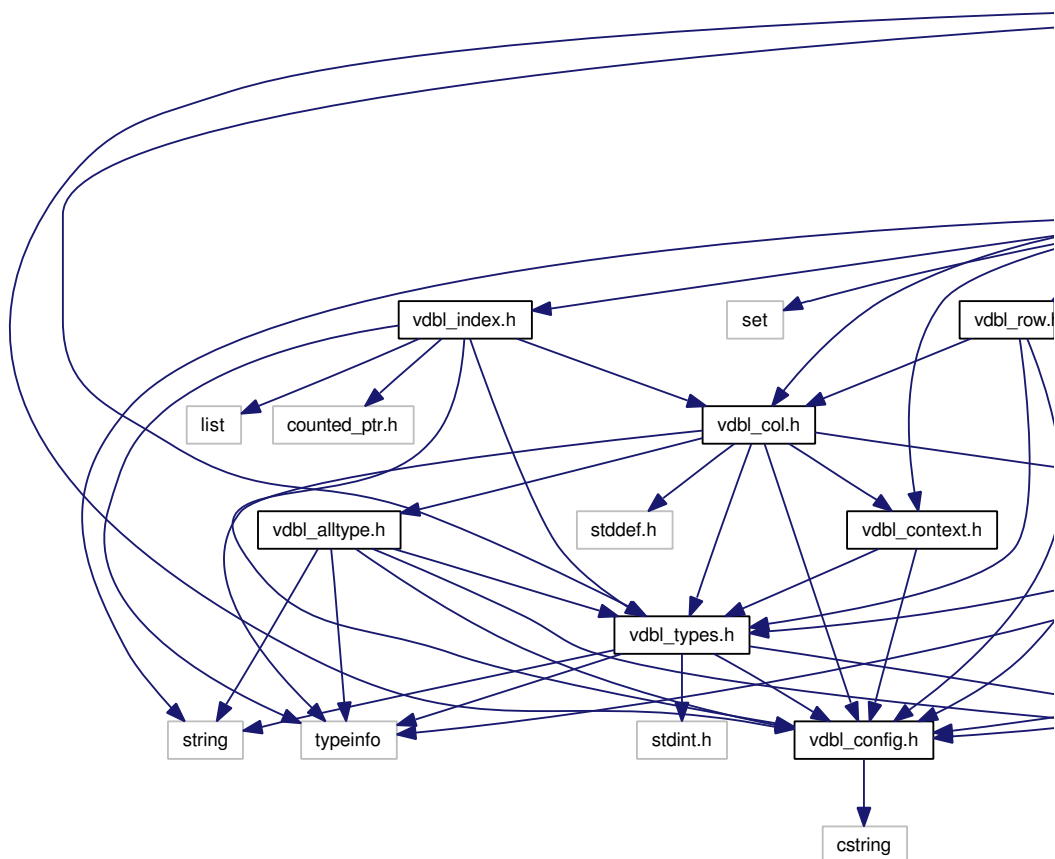 vdbl_index.h
set
vdbl_row.h
list
counted_ptr.h
vdbl_col.h
vdbl_alltype.h
stddef.h
vdbl_context.h
vdbl_types.h
string
typeinfo
stdint.h
vdbl_config.h
cstring